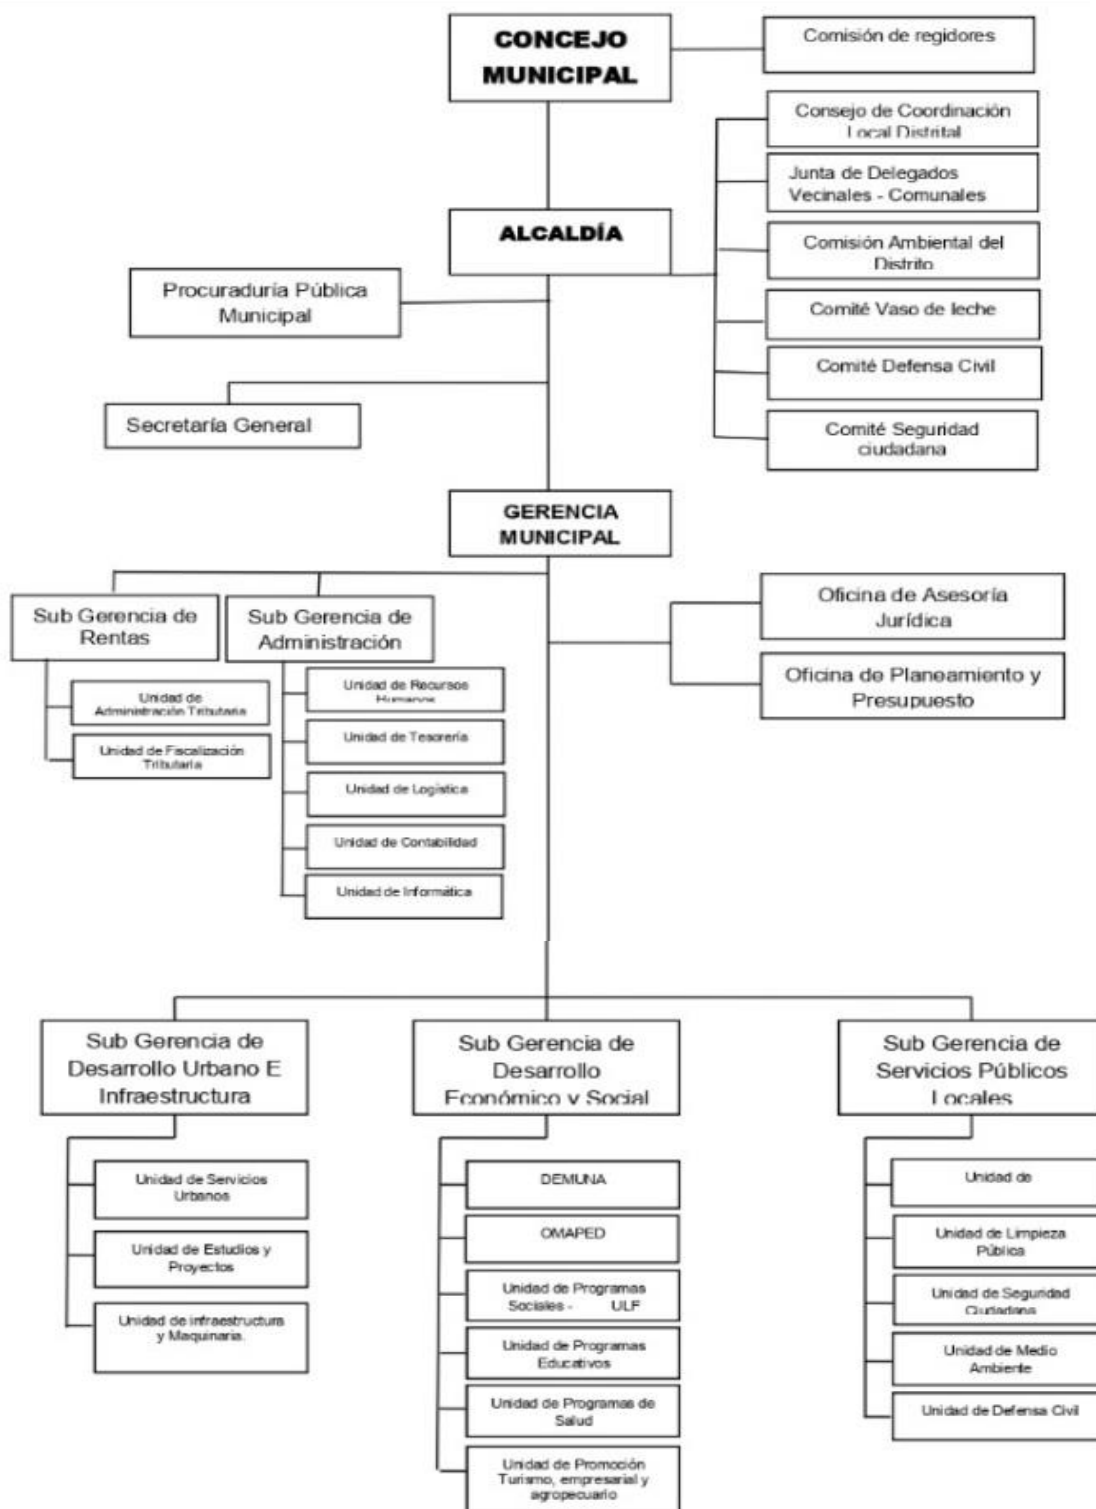 CONCEJO
MUNICIPAL
Comisión de regidores
Consejo de Coordinación
Local Distrital
Junta de Delegados
Vecinales - Comunales
ALCALDÍA
Comisión Ambiental del
Distrito
Procuraduría Pública
Municipal
Comité Vaso de leche
Comité Defensa Civil
Secretaría General
Comité Seguridad
ciudadana
GERENCIA
MUNICIPAL
Sub Gerencia de
Rentas
Sub Gerencia de
Administración
Oficina de Asesoría
Jurídica
Oficina de Planeamiento y
Presupuesto
Unidad de
Administración Tributaria
Unidad de Fiscalización
Tributaria
Unidad de Recursos
Humanos
Unidad de Tesorería
Unidad de Logística
Unidad de Contabilidad
Unidad de Informática
Sub Gerencia de
Desarrollo Urbano E
Infraestructura
Sub Gerencia de
Desarrollo
Económico y Social
Sub Gerencia de
Servicios Públicos
Locales
Unidad de Servicios
Urbanos
Unidad de Estudios y
Proyectos
Unidad de infraestructura
y Maquinaria.
DEMUNA
OMAPED
Unidad de Programas
Sociales - ULF
Unidad de Programas
Educativos
Unidad de Programas de
Salud
Unidad de Promoción
Turismo, empresarial y
agropecuario
Unidad de
Unidad de Limpieza
Pública
Unidad de Seguridad
Ciudadana
Unidad de Medio
Ambiente
Unidad de Defensa Civil